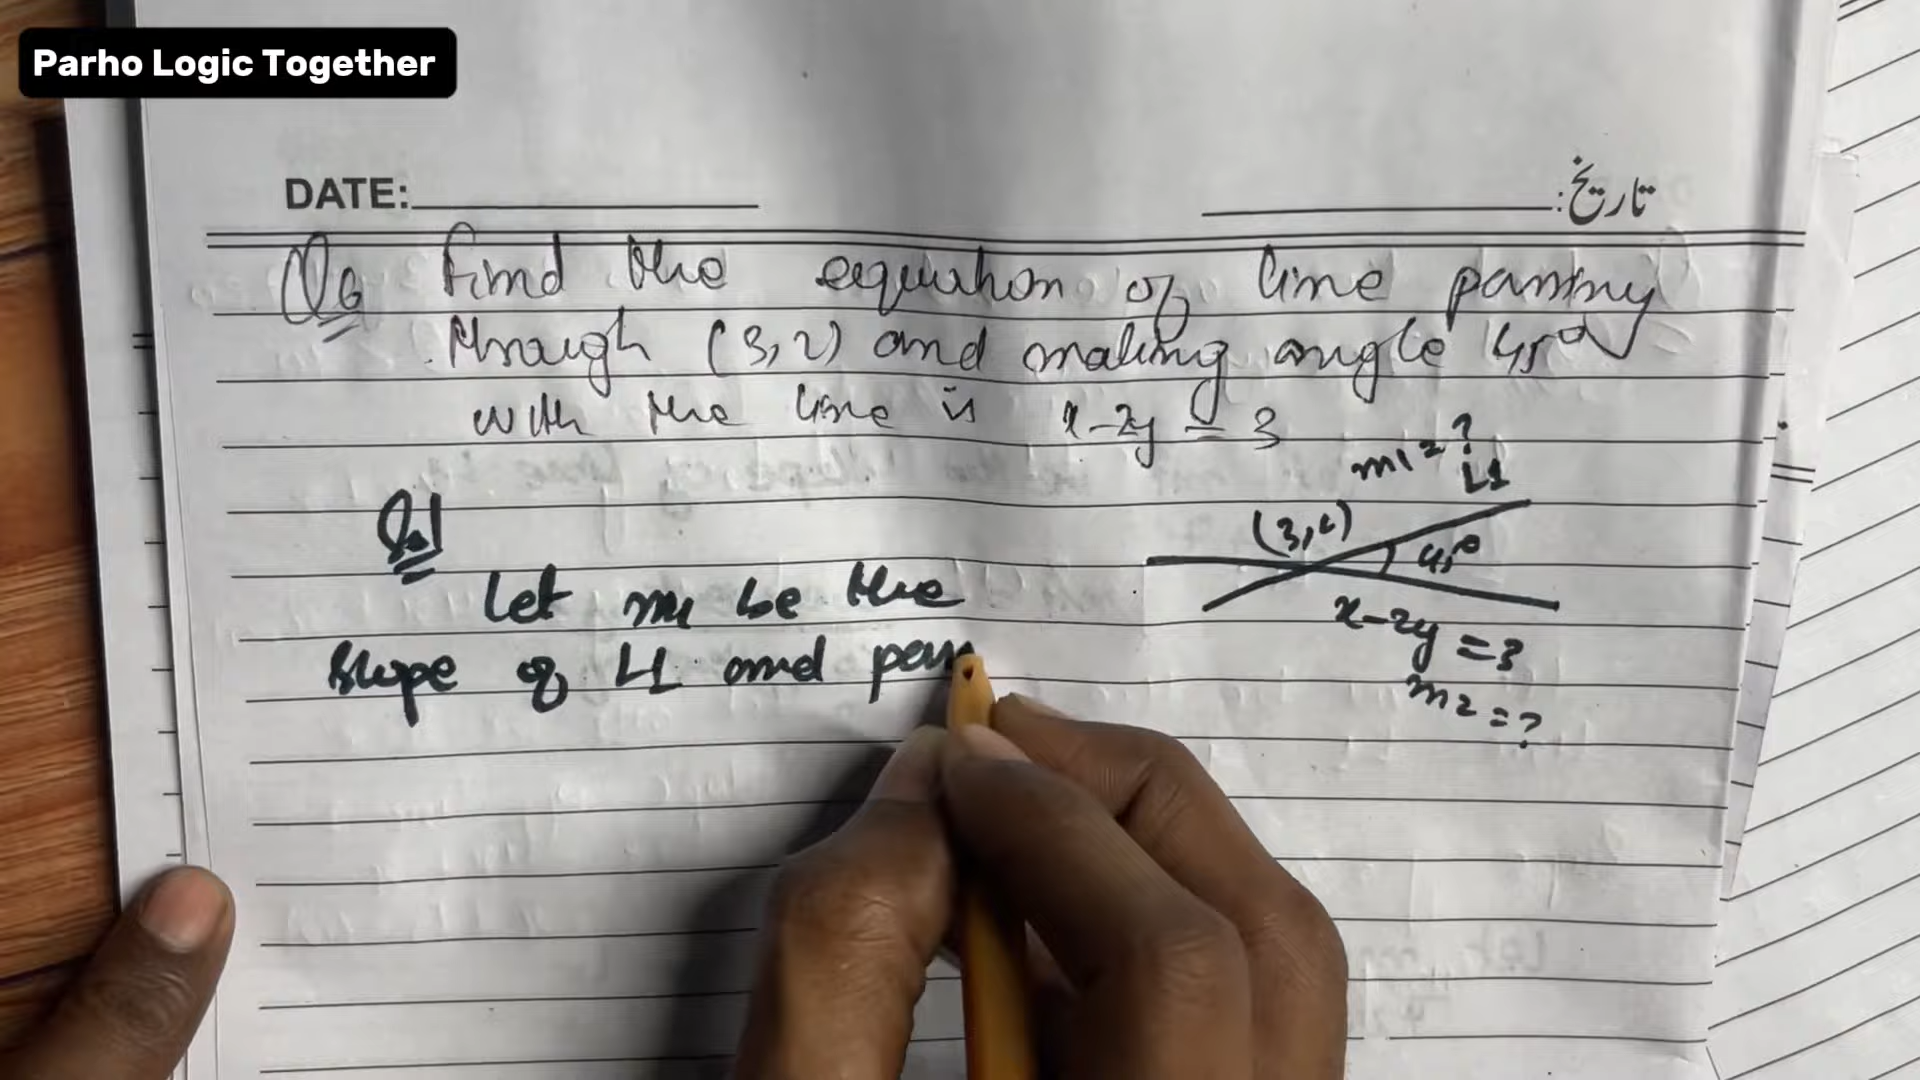 Parho Logic Together
DATE:
تاریخ:
Q6 Find the equation of line passing
through (3,2) and making angle 45°
with the line is x-2y = 3
m1 = ?
L1
Sol
(3,2)
45°
Let m1 be the
x-2y = 3
slope of L1 and pass
m2 = ?